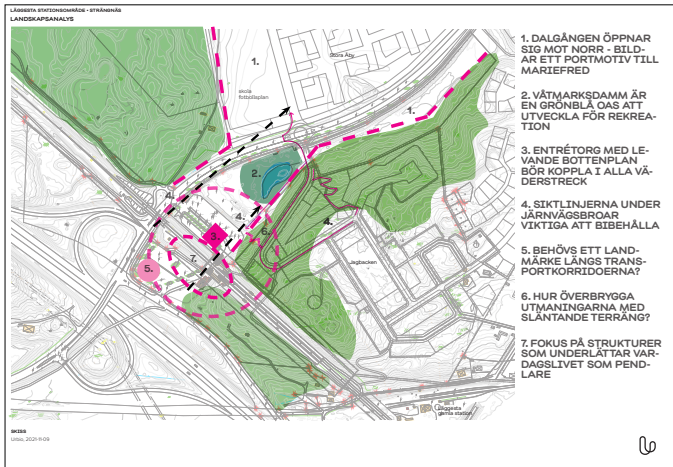 LÄGGESTA STATIONSOMRÅDE - STRÄNGNÄS
LANDSKAPSANALYS
1.
Stora Åby
skola
fotbollsplan
1.
2.
4.
4.
4.
3.
6.
7.
5.
Jagbacken
Läggesta
gamla station
1. DALGÅNGEN ÖPPNAR
SIG MOT NORR - BILD-
AR ETT PORTMOTIV TILL
MARIEFRED
2. VÅTMARKSDAMM ÄR
EN GRÖNBLÅ OAS ATT
UTVECKLA FÖR REKREA-
TION
3. ENTRÉTORG MED LE-
VANDE BOTTENPLAN
BÖR KOPPLA I ALLA VÄ-
DERSTRECK
4. SIKTLINJERNA UNDER
JÄRNVÄGSBROAR
VIKTIGA ATT BIBEHÅLLA
5. BEHÖVS ETT LAND-
MÄRKE LÄNGS TRANS-
PORTKORRIDOERNA?
6. HUR ÖVERBRYGGA
UTMANINGARNA MED
SLÄNTANDE TERRÄNG?
7. FOKUS PÅ STRUKTURER
SOM UNDERLÄTTAR VAR-
DAGSLIVET SOM PEND-
LARE
SKISS
Urbio, 2021-11-09